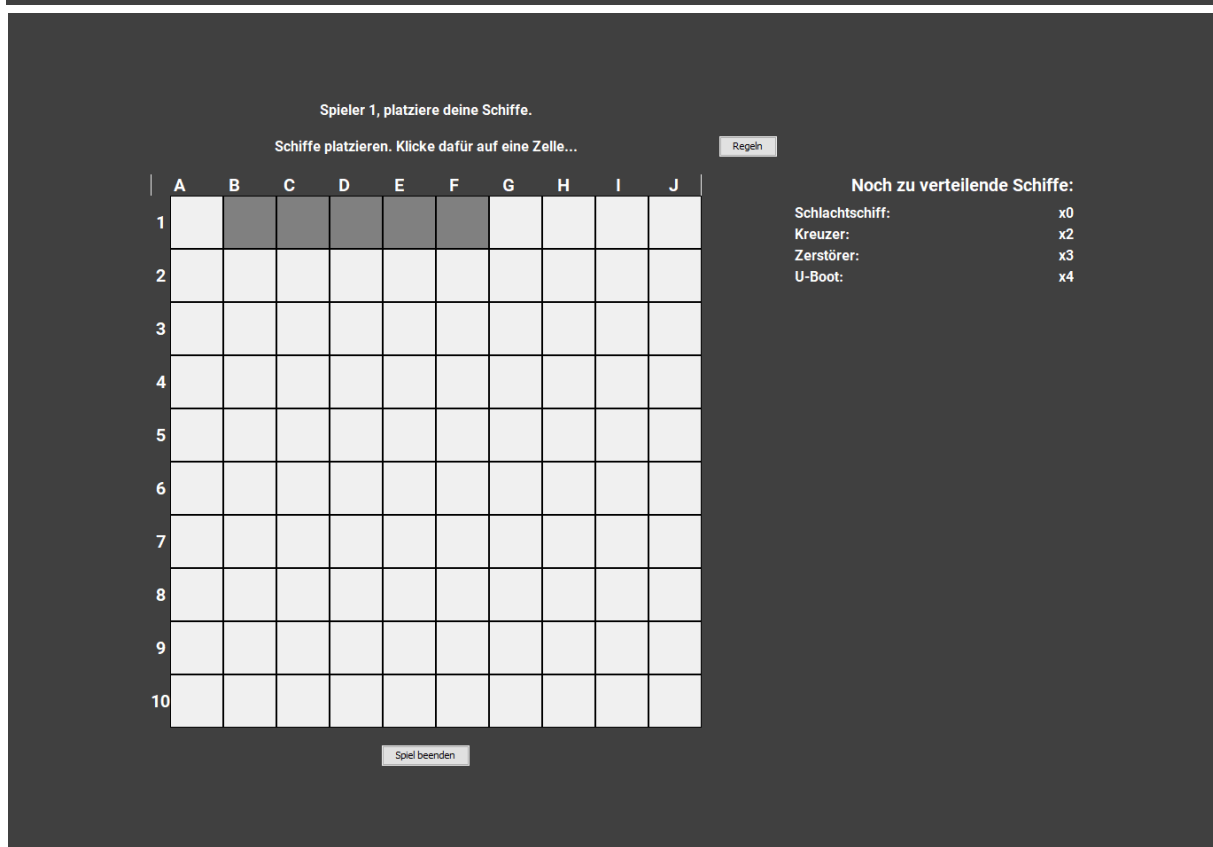 Spieler 1, platziere deine Schiffe.
Schiffe platzieren. Klicke dafür auf eine Zelle...
Regeln
A B C D E F G H I J
Noch zu verteilende Schiffe:
Schlachtschiff: x0
Kreuzer: x2
Zerstörer: x3
U-Boot: x4
1
2
3
4
5
6
7
8
9
10
Spiel beenden